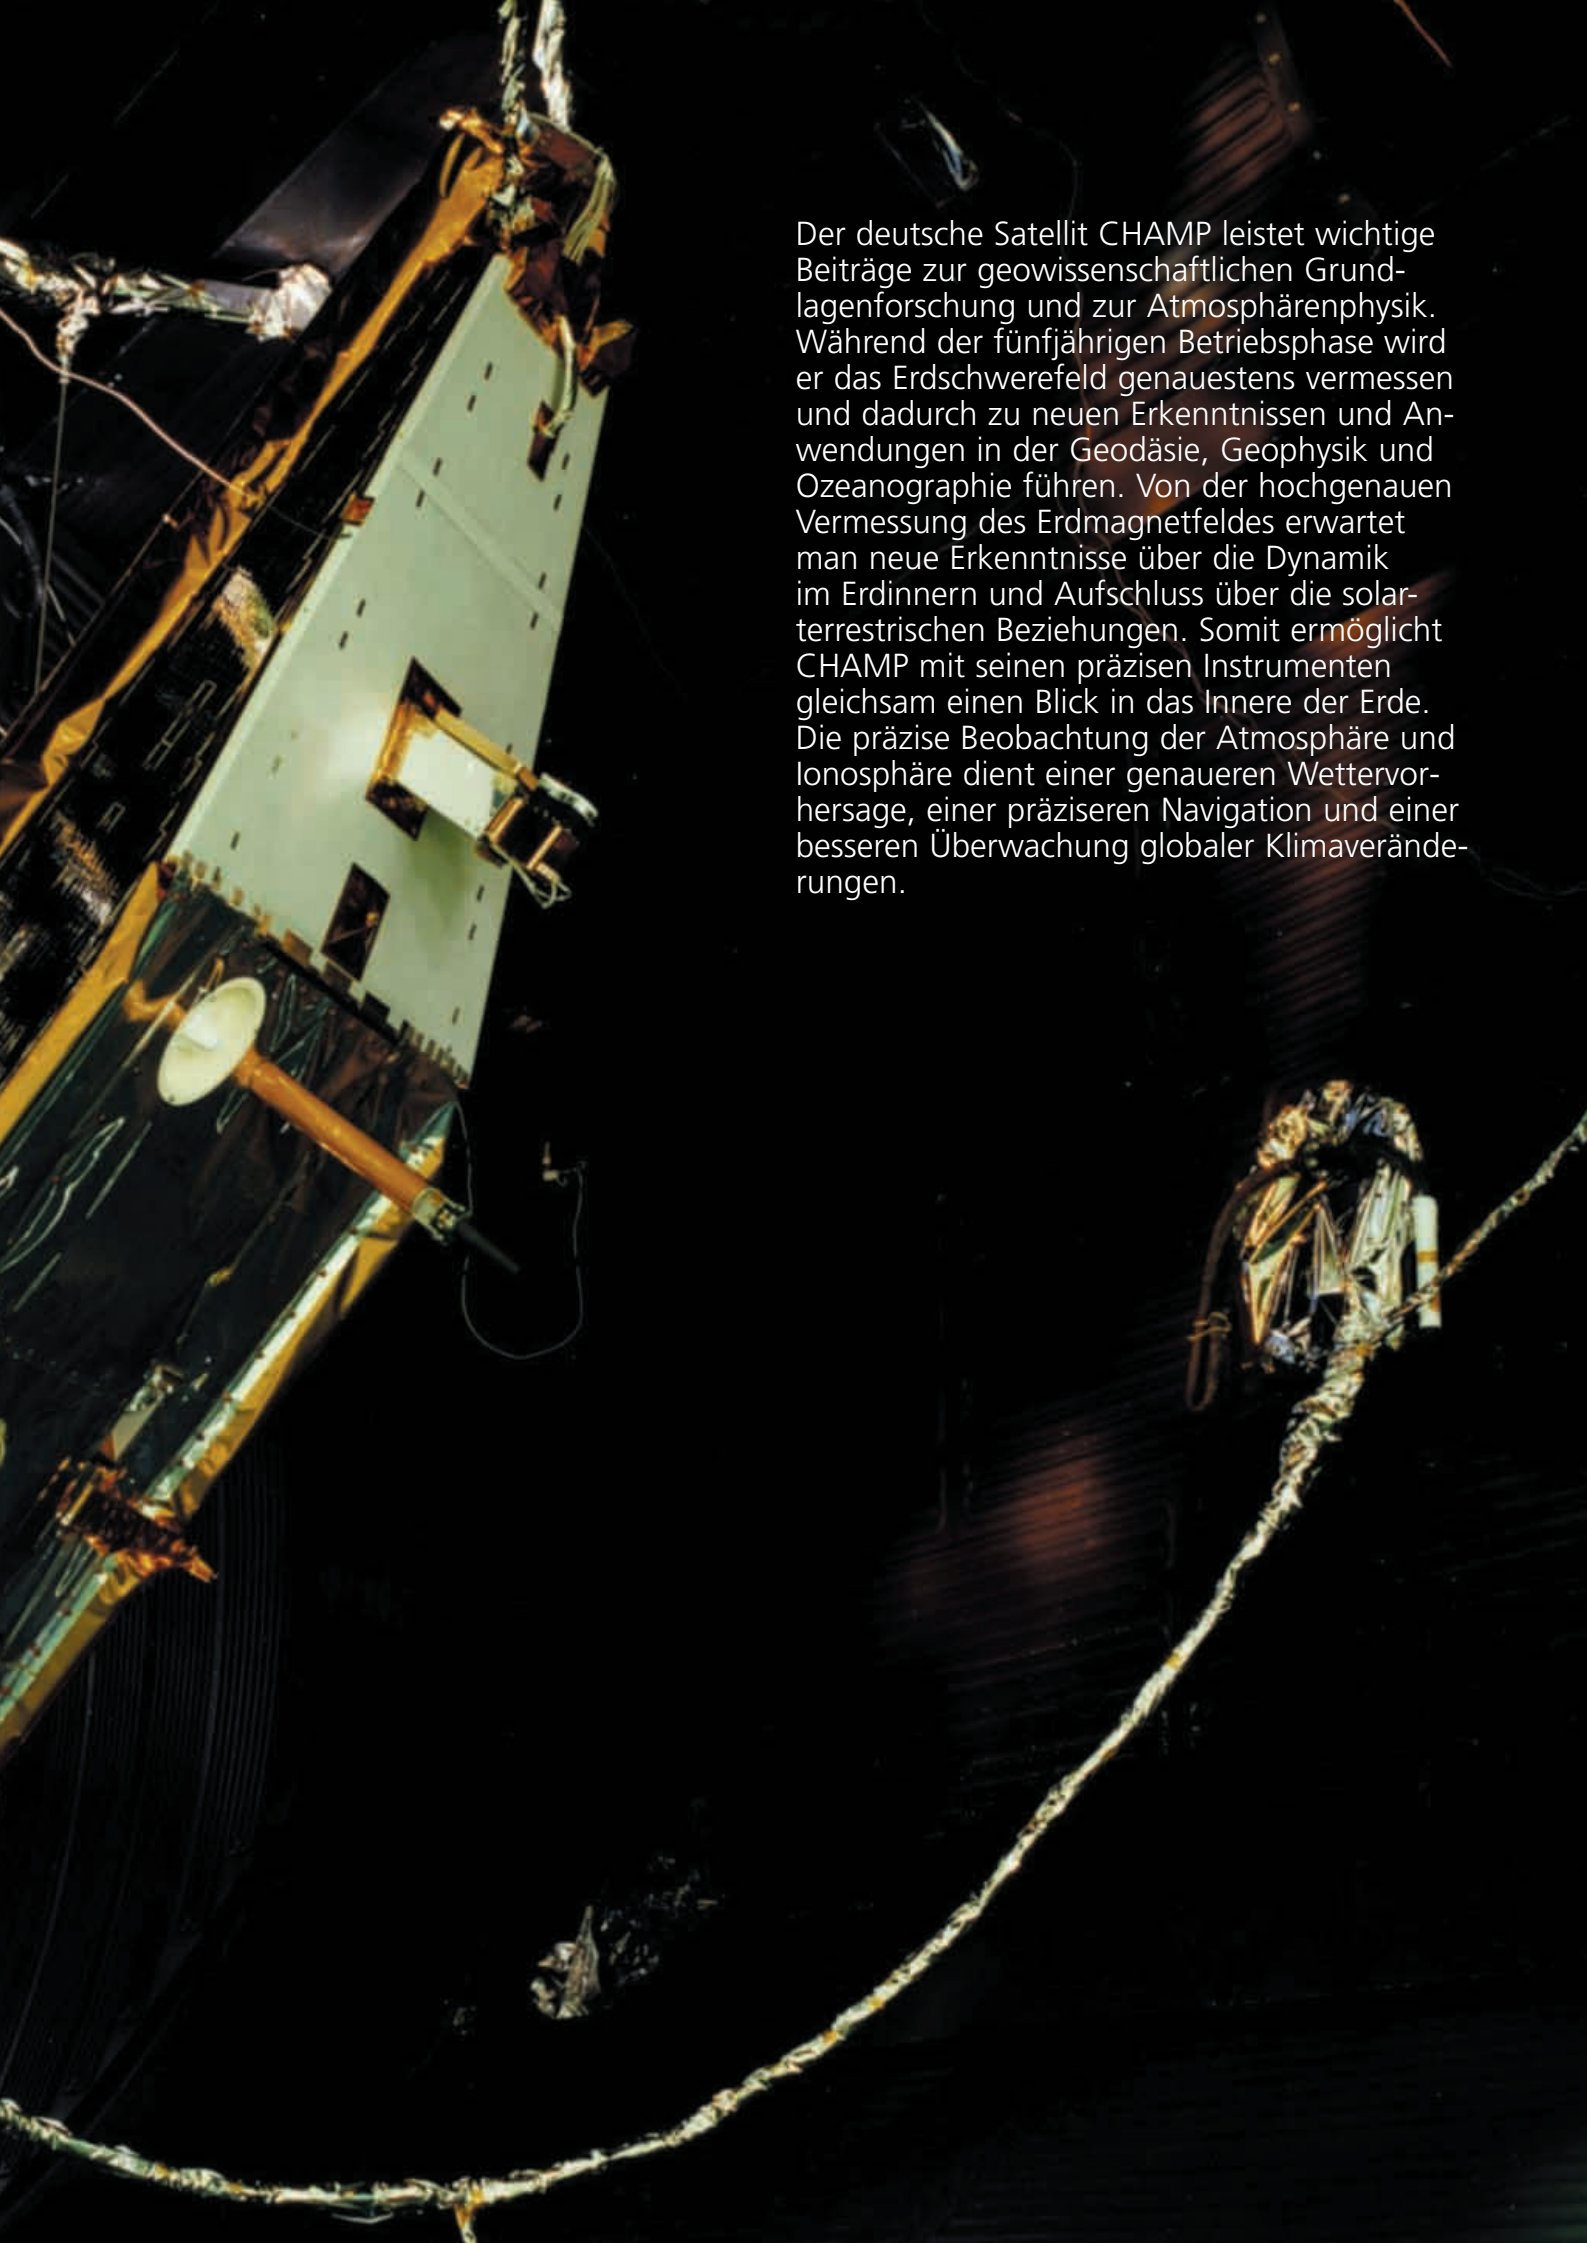 Der deutsche Satellit CHAMP leistet wichtige
Beiträge zur geowissenschaftlichen Grund-
lagenforschung und zur Atmosphärenphysik.
Während der fünfjährigen Betriebsphase wird
er das Erdschwerefeld genauestens vermessen
und dadurch zu neuen Erkenntnissen und An-
wendungen in der Geodäsie, Geophysik und
Ozeanographie führen. Von der hochgenauen
Vermessung des Erdmagnetfeldes erwartet
man neue Erkenntnisse über die Dynamik
im Erdinnern und Aufschluss über die solar-
terrestrischen Beziehungen. Somit ermöglicht
CHAMP mit seinen präzisen Instrumenten
gleichsam einen Blick in das Innere der Erde.
Die präzise Beobachtung der Atmosphäre und
Ionosphäre dient einer genaueren Wettervor-
hersage, einer präziseren Navigation und einer
besseren Überwachung globaler Klimaverände-
rungen.